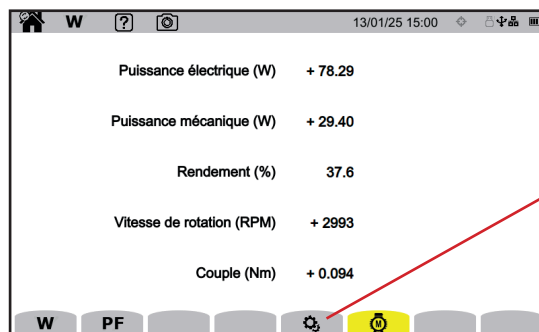 W ? 13/01/25 15:00
Puissance électrique (W) + 78.29
Puissance mécanique (W) + 29.40
Rendement (%) 37.6
Vitesse de rotation (RPM) + 2993
Couple (Nm) + 0.094
W PF M